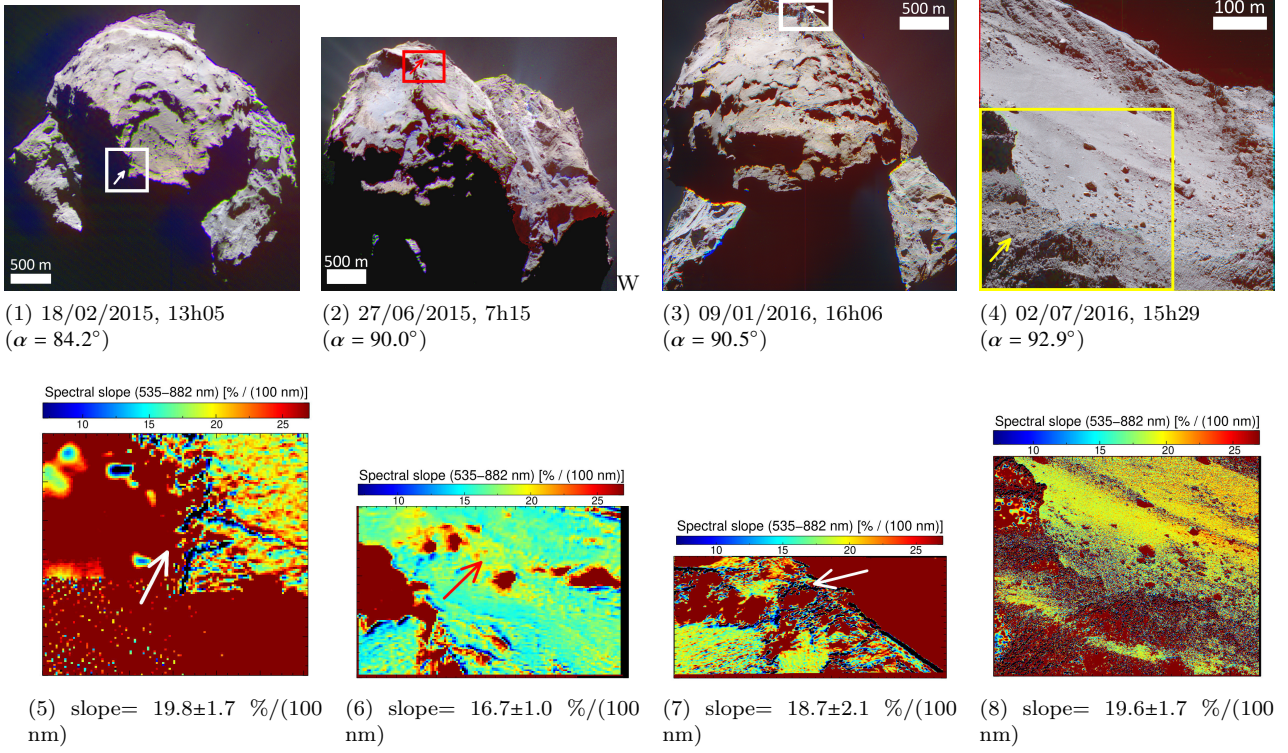 500 m
500 m
500 m
100 m
W
(1) 18/02/2015, 13h05
(α = 84.2°)
(2) 27/06/2015, 7h15
(α = 90.0°)
(3) 09/01/2016, 16h06
(α = 90.5°)
(4) 02/07/2016, 15h29
(α = 92.9°)
Spectral slope (535–882 nm) [% / (100 nm)]
10 15 20 25
Spectral slope (535–882 nm) [% / (100 nm)]
10 15 20 25
Spectral slope (535–882 nm) [% / (100 nm)]
10 15 20 25
Spectral slope (535–882 nm) [% / (100 nm)]
10 15 20 25
(5) slope= 19.8±1.7 %/(100
nm)
(6) slope= 16.7±1.0 %/(100
nm)
(7) slope= 18.7±2.1 %/(100
nm)
(8) slope= 19.6±1.7 %/(100
nm)